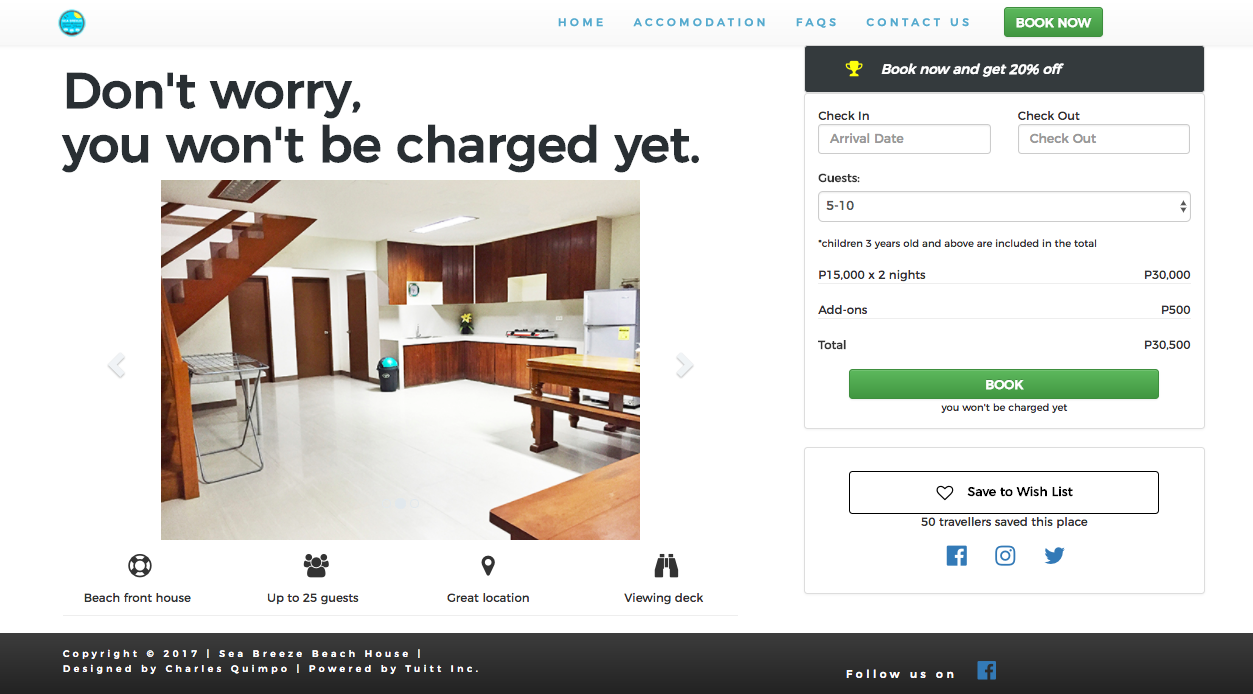 HOME ACCOMODATION FAQS CONTACT US BOOK NOW
Don't worry,
you won't be charged yet.
Beach front house
Up to 25 guests
Great location
Viewing deck
Book now and get 20% off
Check In Check Out
Arrival Date Check Out
Guests:
5-10
*children 3 years old and above are included in the total
P15,000 x 2 nights P30,000
Add-ons P500
Total P30,500
BOOK
you won't be charged yet
Save to Wish List
50 travellers saved this place
Copyright © 2017 | Sea Breeze Beach House |
Designed by Charles Quimpo | Powered by Tuitt Inc.
Follow us on